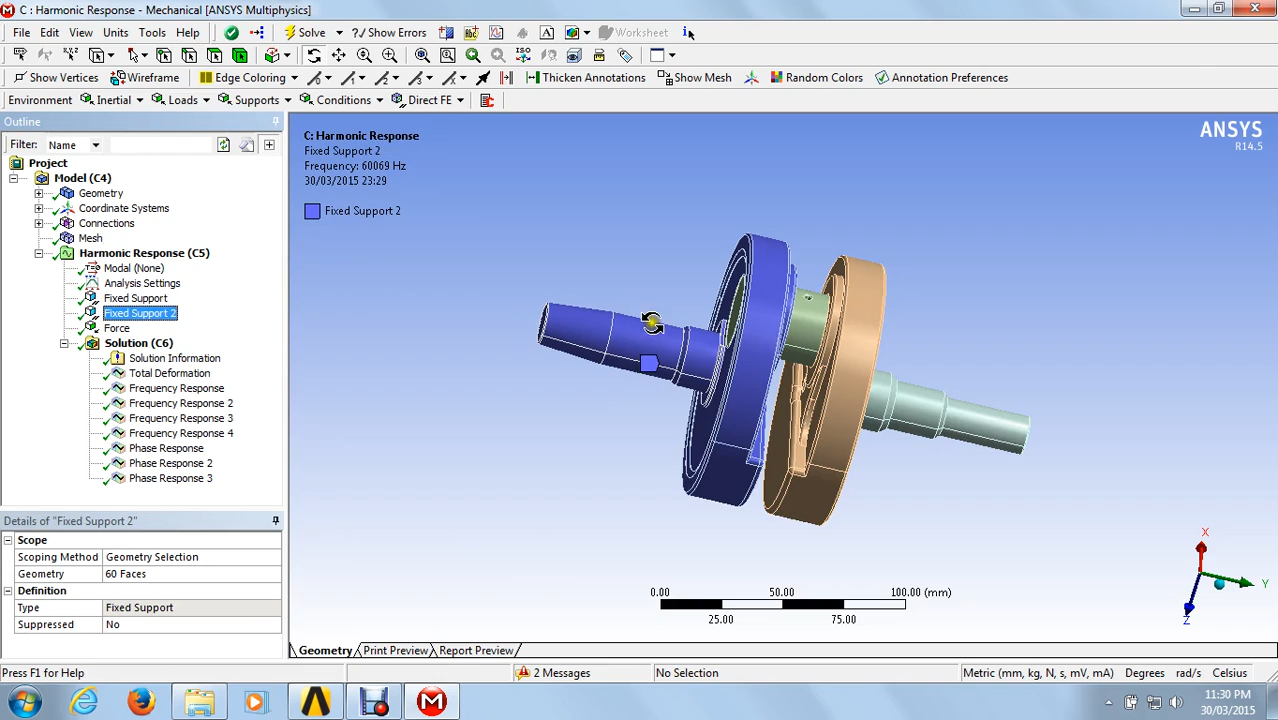 C : Harmonic Response - Mechanical [ANSYS Multiphysics]
File Edit View Units Tools Help Solve ?/Show Errors A Worksheet i
Show Vertices Wireframe Edge Coloring Thicken Annotations Show Mesh Random Colors Annotation Preferences
Environment Inertial Loads Supports Conditions Direct FE
Outline
Filter: Name
Project
Model (C4)
Geometry
Coordinate Systems
Connections
Mesh
Harmonic Response (C5)
Modal (None)
Analysis Settings
Fixed Support
Fixed Support 2
Force
Solution (C6)
Solution Information
Total Deformation
Frequency Response
Frequency Response 2
Frequency Response 3
Frequency Response 4
Phase Response
Phase Response 2
Phase Response 3
Details of "Fixed Support 2"
Scope
Scoping Method Geometry Selection
Geometry 60 Faces
Definition
Type Fixed Support
Suppressed No
C: Harmonic Response
Fixed Support 2
Frequency: 60069 Hz
30/03/2015 23:29
Fixed Support 2
ANSYS
R14.5
0.00 50.00 100.00 (mm)
25.00 75.00
X
Y
Z
Geometry Print Preview Report Preview
Press F1 for Help 2 Messages No Selection Metric (mm, kg, N, s, mV, mA) Degrees rad/s Celsius
11:30 PM
30/03/2015